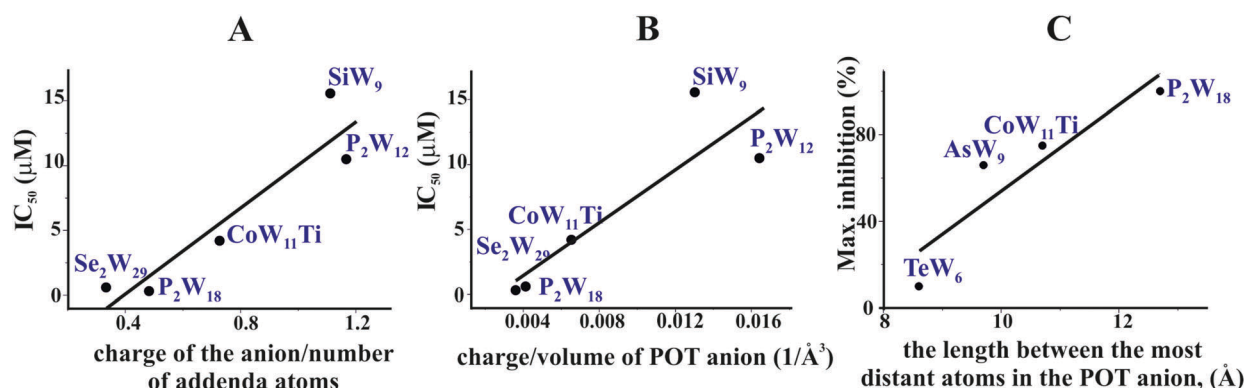 A
IC₅₀ (μM)
15
10
5
0
SiW₉
P₂W₁₂
CoW₁₁Ti
Se₂W₂₉
P₂W₁₈
0.4 0.8 1.2
charge of the anion/number
of addenda atoms
B
IC₅₀ (μM)
15
10
5
0
SiW₉
P₂W₁₂
CoW₁₁Ti
Se₂W₂₉
P₂W₁₈
0.004 0.008 0.012 0.016
charge/volume of POT anion (1/Å³)
C
Max. inhibition (%)
80
40
0
P₂W₁₈
CoW₁₁Ti
AsW₉
TeW₆
8 10 12
the length between the most
distant atoms in the POT anion, (Å)